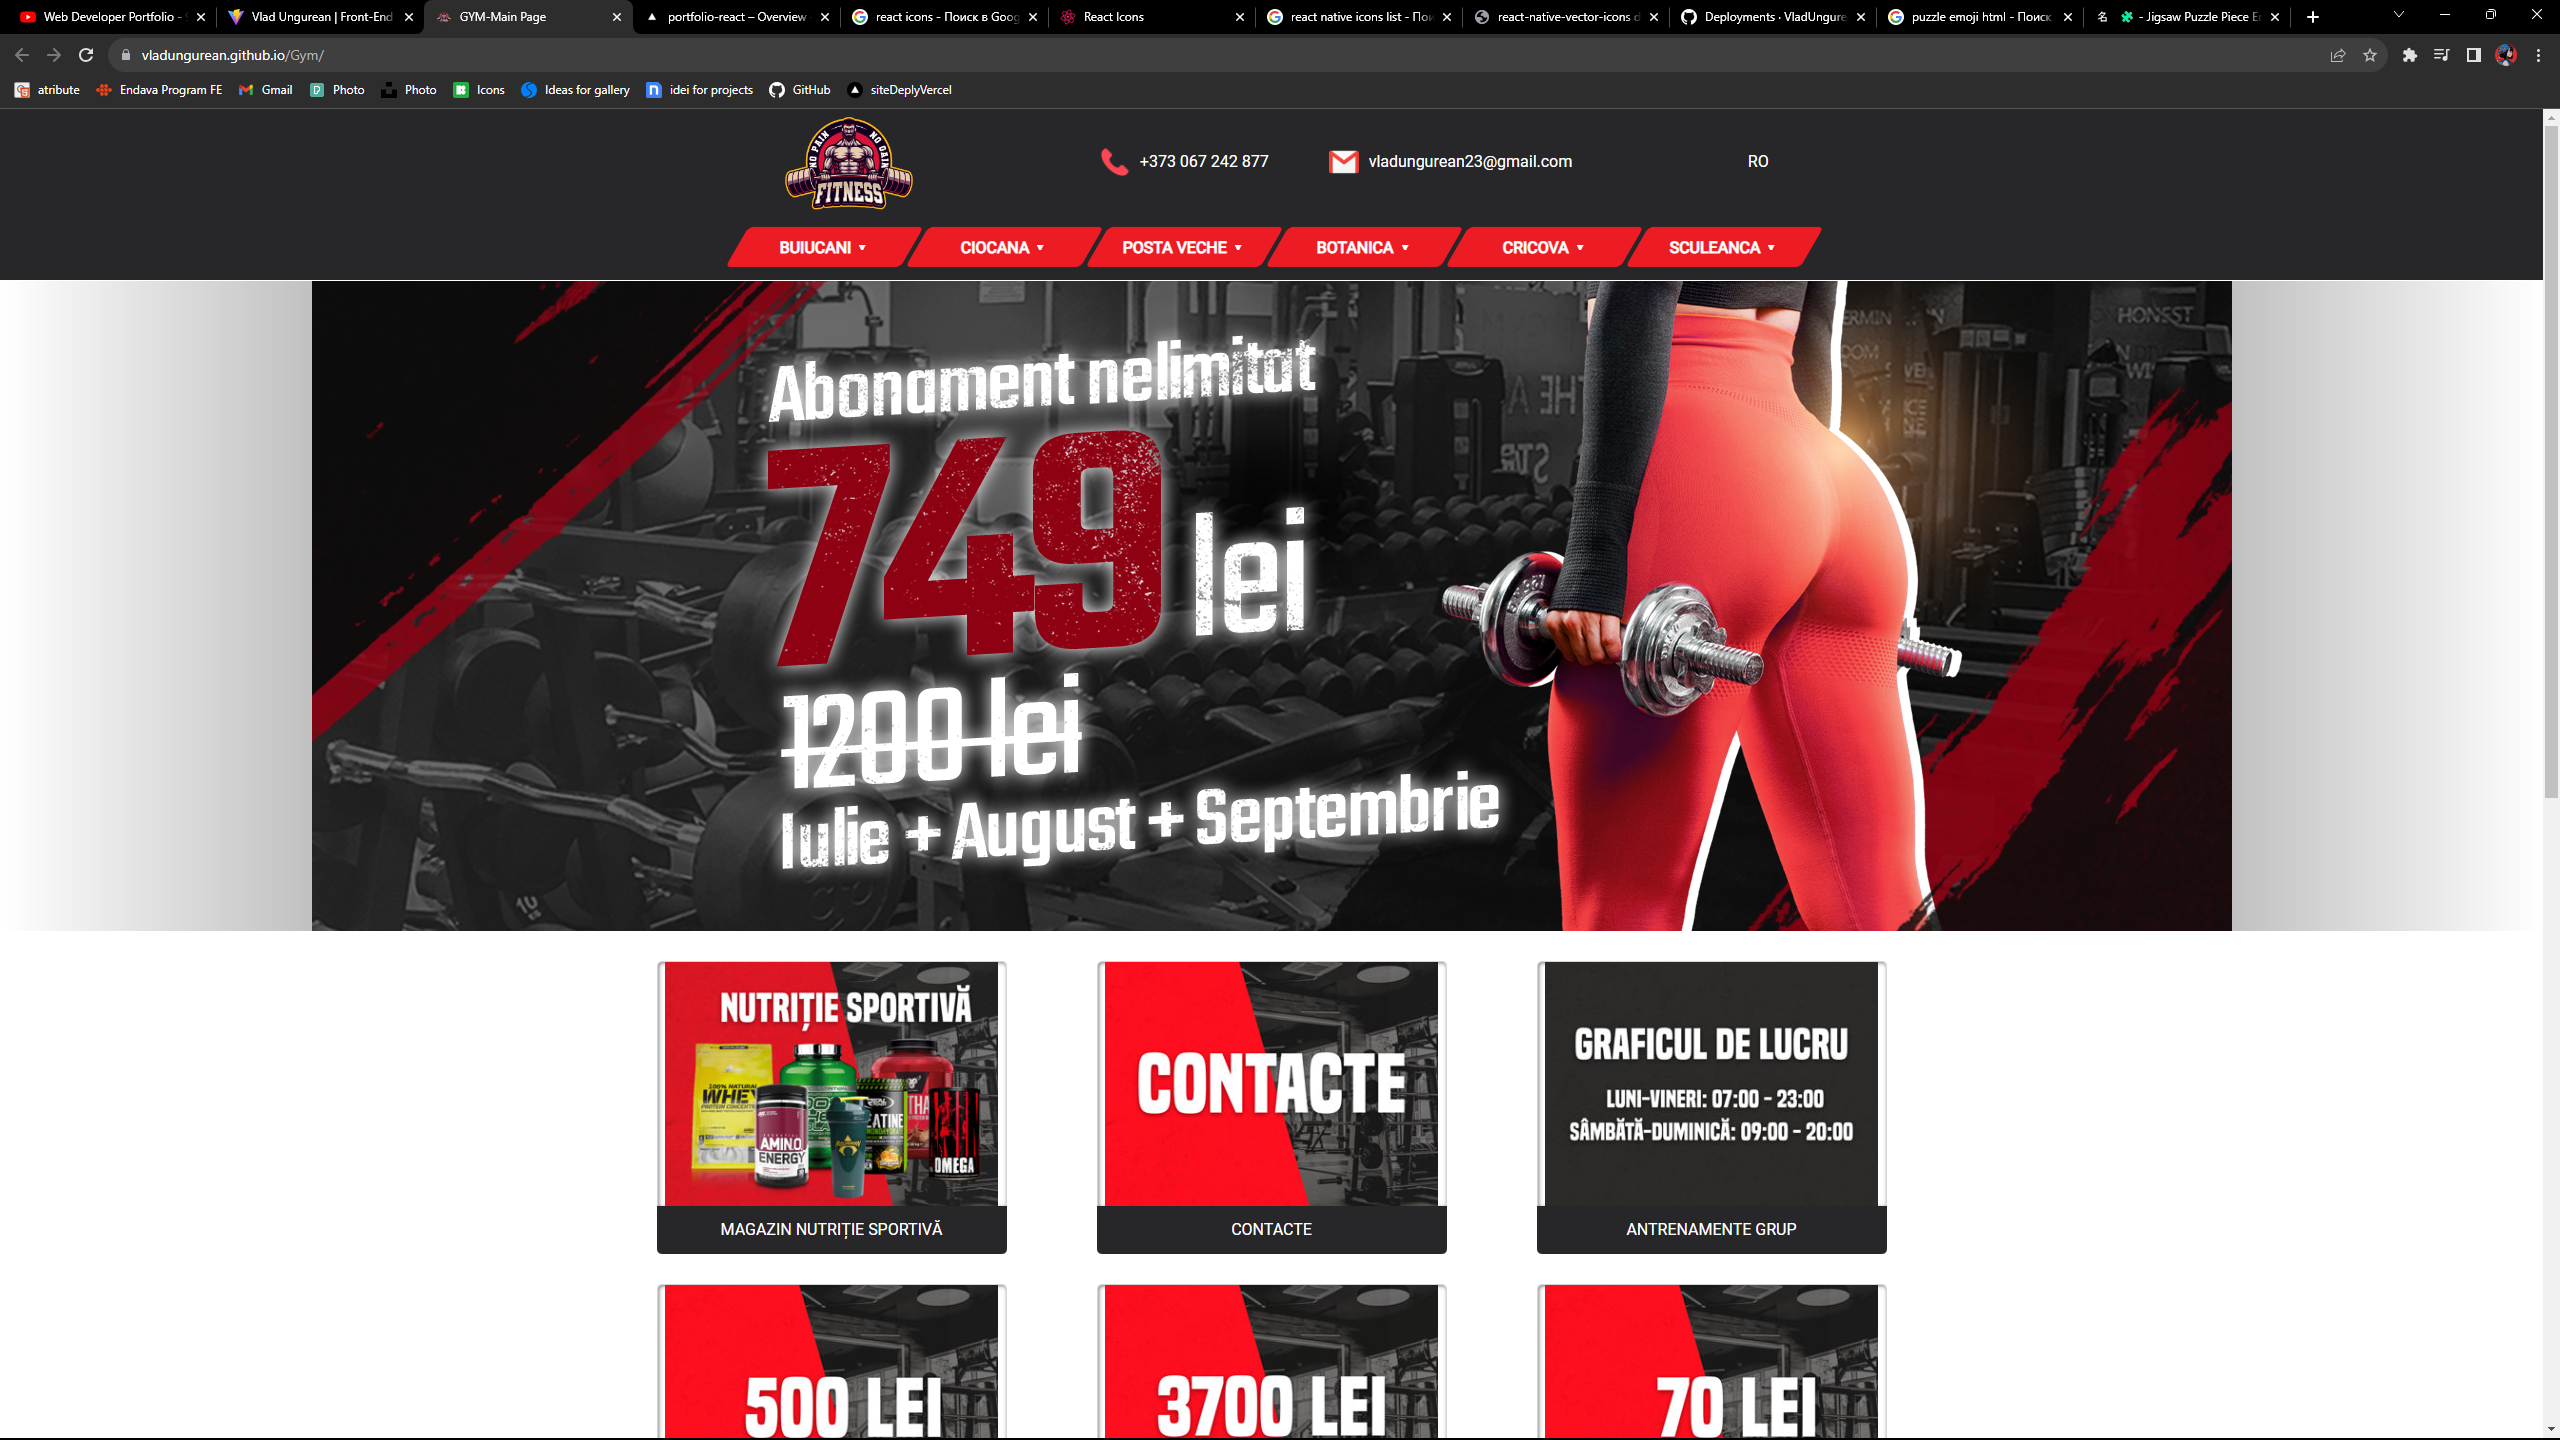 Web Developer Portfolio -
Vlad Ungurean | Front-End
GYM-Main Page
portfolio-react – Overview
react icons - Поиск в Goog
React Icons
react native icons list - Пои
react-native-vector-icons d
Deployments · VladUngure
puzzle emoji html - Поиск
- Jigsaw Puzzle Piece Er
vladungurean.github.io/Gym/
atribute
Endava Program FE
Gmail
Photo
Photo
Icons
Ideas for gallery
idei for projects
GitHub
siteDeplyVercel
NO PAIN NO GAIN
FITNESS
+373 067 242 877
vladungurean23@gmail.com
RO
BUIUCANI
CIOCANA
POSTA VECHE
BOTANICA
CRICOVA
SCULEANCA
HONEST
Abonament nelimitat
749 lei
1200 lei
Iulie + August + Septembrie
10
NUTRIȚIE SPORTIVĂ
100% NATURAL
WHEY
AMINO
ENERGY
OMEGA
MAGAZIN NUTRIȚIE SPORTIVĂ
CONTACTE
CONTACTE
GRAFICUL DE LUCRU
LUNI-VINERI: 07:00 - 23:00
SÂMBĂTĂ-DUMINICĂ: 09:00 - 20:00
ANTRENAMENTE GRUP
500 LEI
3700 LEI
70 LEI